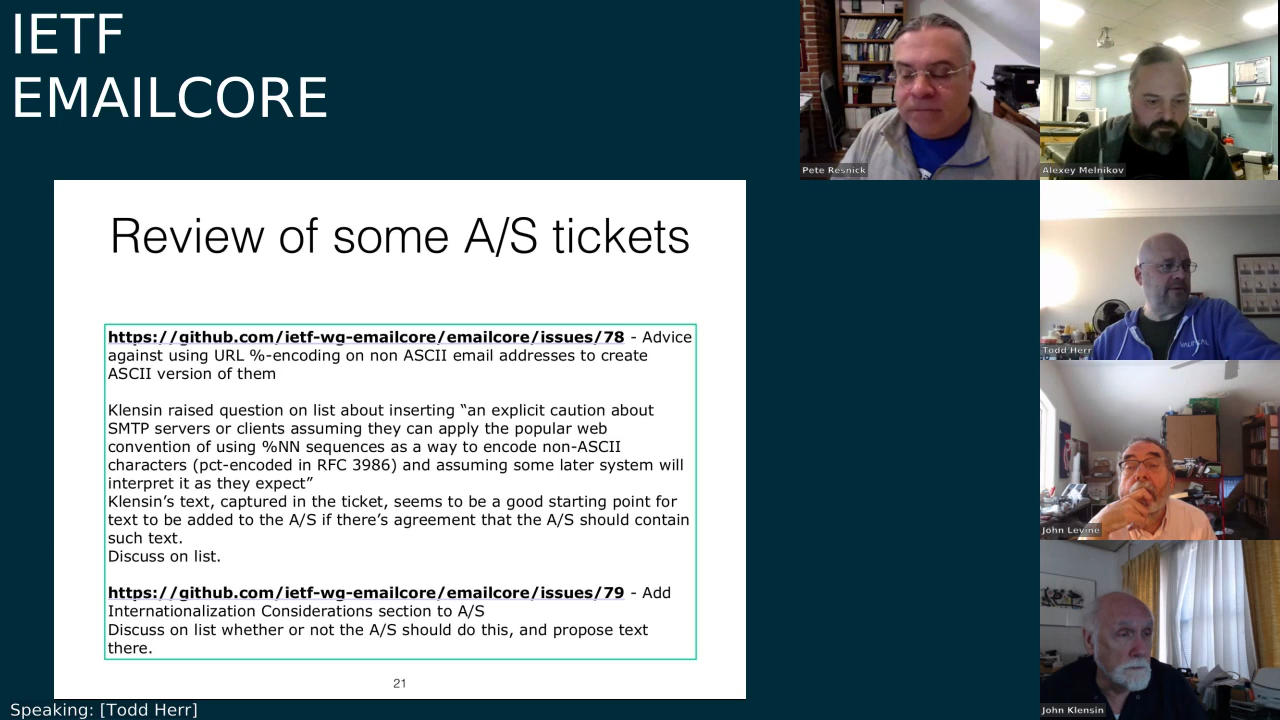 IETF
EMAILCORE
Pete Resnick
Alexey Melnikov
Review of some A/S tickets
https://github.com/ietf-wg-emailcore/emailcore/issues/78 - Advice
against using URL %-encoding on non ASCII email addresses to create
ASCII version of them
Klensin raised question on list about inserting “an explicit caution about
SMTP servers or clients assuming they can apply the popular web
convention of using %NN sequences as a way to encode non-ASCII
characters (pct-encoded in RFC 3986) and assuming some later system will
interpret it as they expect”
Klensin’s text, captured in the ticket, seems to be a good starting point for
text to be added to the A/S if there’s agreement that the A/S should contain
such text.
Discuss on list.
https://github.com/ietf-wg-emailcore/emailcore/issues/79 - Add
Internationalization Considerations section to A/S
Discuss on list whether or not the A/S should do this, and propose text
there.
21
Todd Herr
John Levine
John Klensin
Speaking: [Todd Herr]